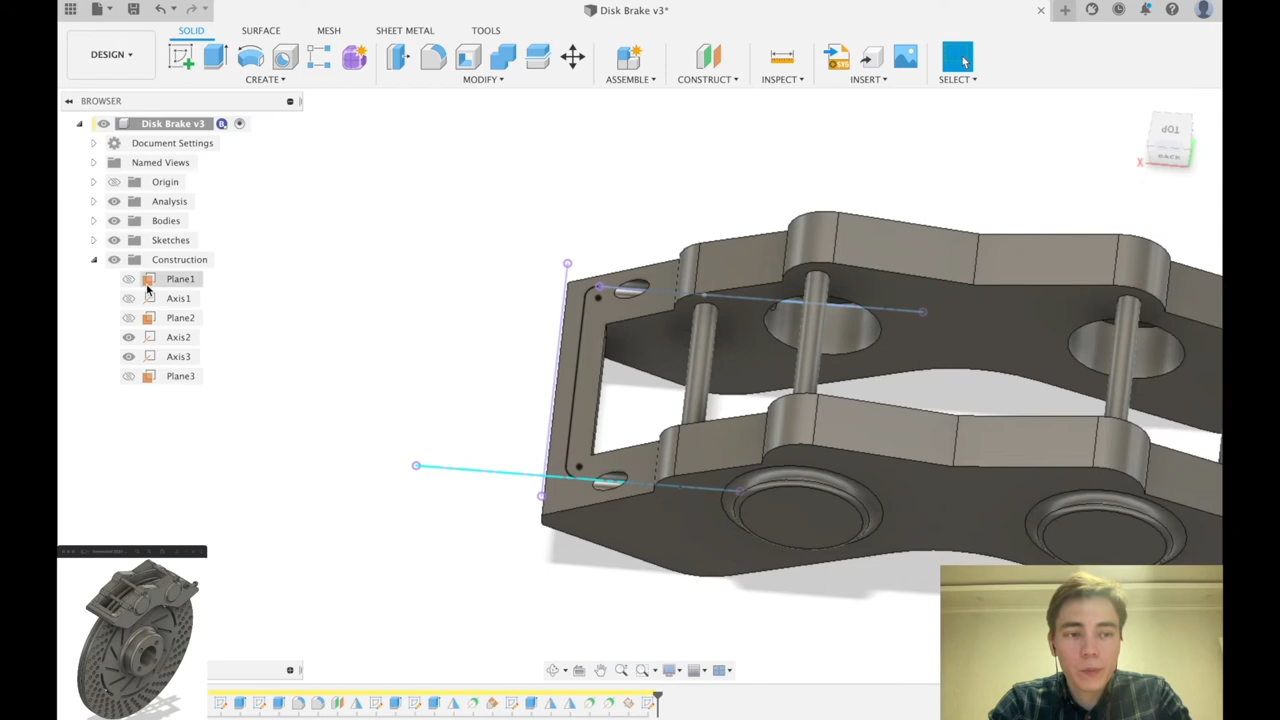 Disk Brake v3*
SOLID SURFACE MESH SHEET METAL TOOLS
DESIGN
CREATE MODIFY ASSEMBLE CONSTRUCT INSPECT INSERT SELECT
BROWSER
Disk Brake v3
Document Settings
Named Views
Origin
Analysis
Bodies
Sketches
Construction
Plane1
Axis1
Plane2
Axis2
Axis3
Plane3
TOP
BACK
X